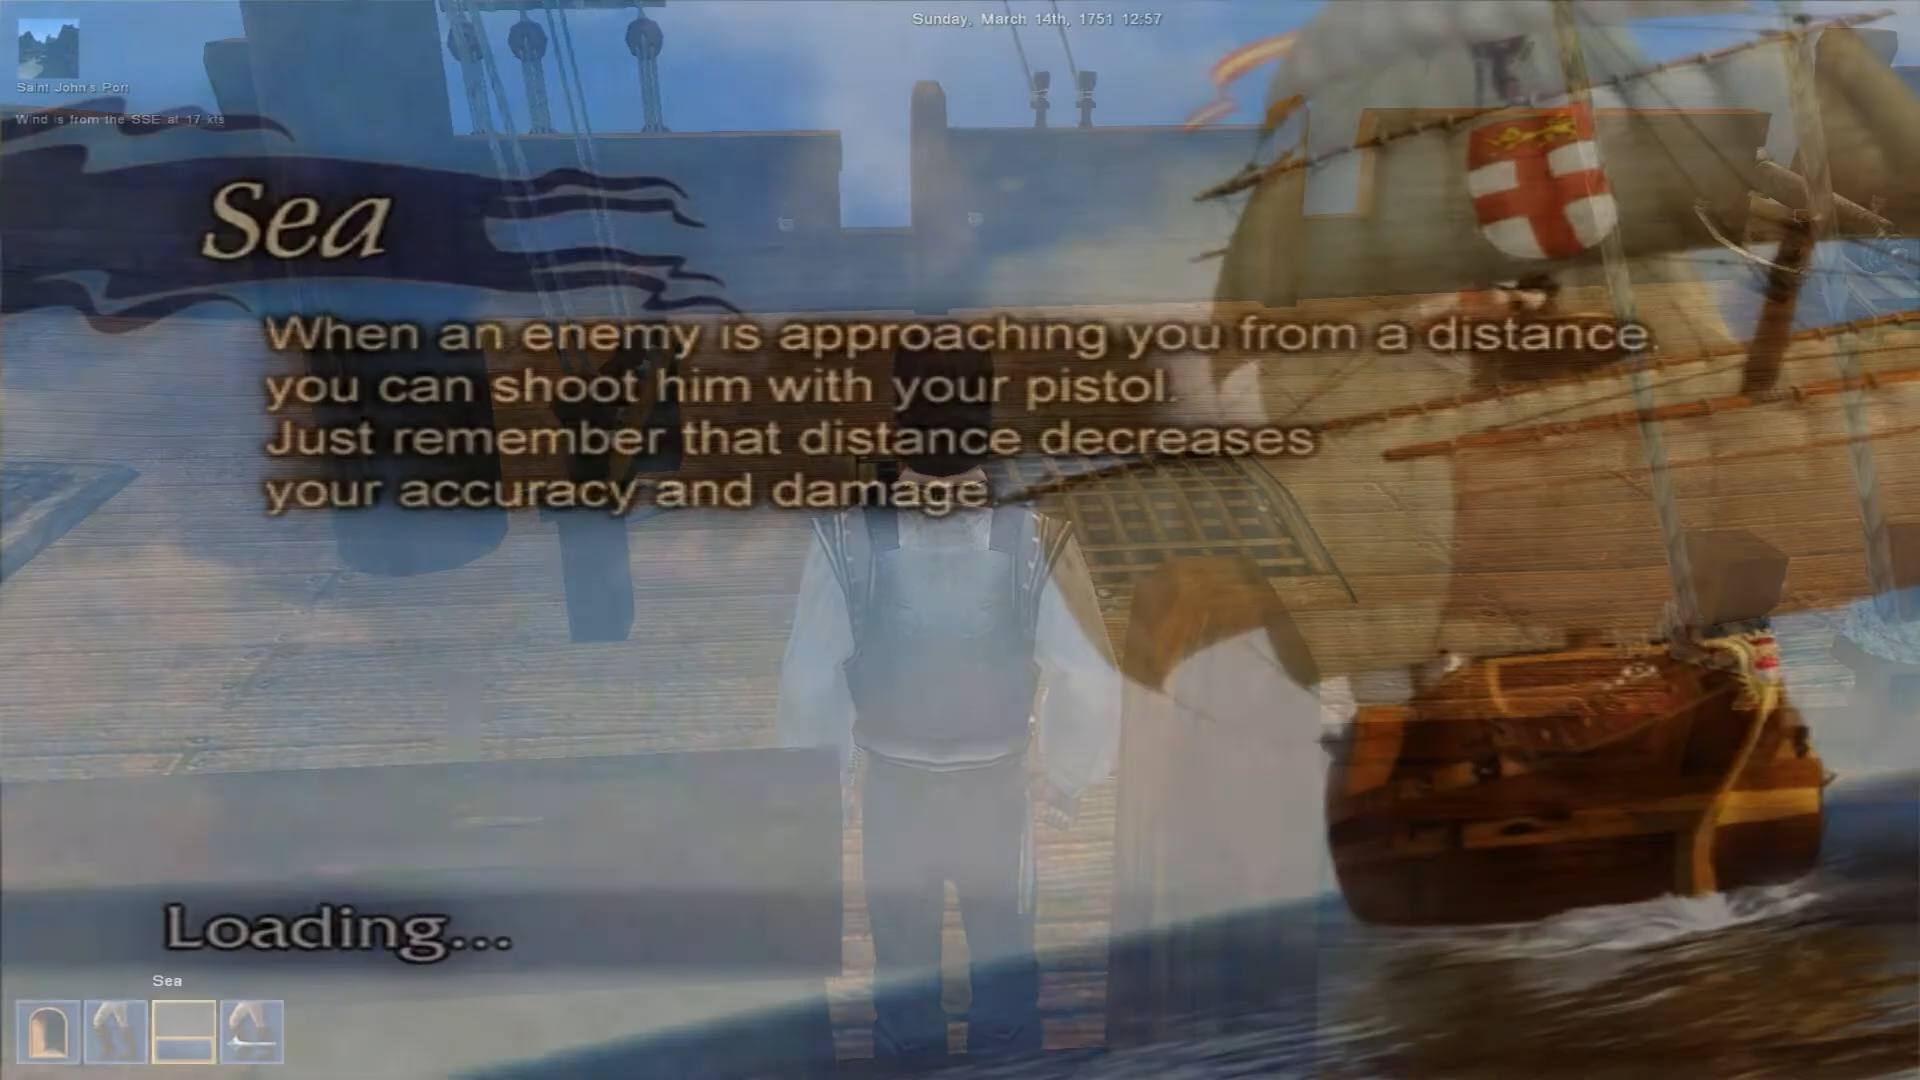 Sunday, March 14th, 1751 12:57
Saint John's Port
Wind is from the SSE at 17 kts
Sea
When an enemy is approaching you from a distance,
you can shoot him with your pistol.
Just remember that distance decreases
your accuracy and damage.
Loading...
Sea